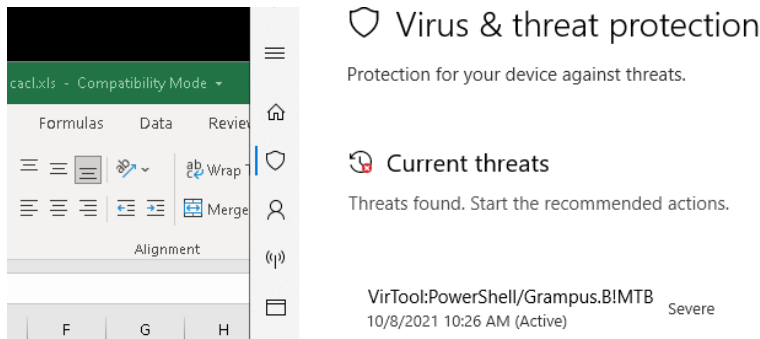 cacl.xls - Compatibility Mode
Formulas Data Review
ab Wrap T
Merge
Alignment
F G H
Virus & threat protection
Protection for your device against threats.
Current threats
Threats found. Start the recommended actions.
VirTool:PowerShell/Grampus.B!MTB
Severe
10/8/2021 10:26 AM (Active)